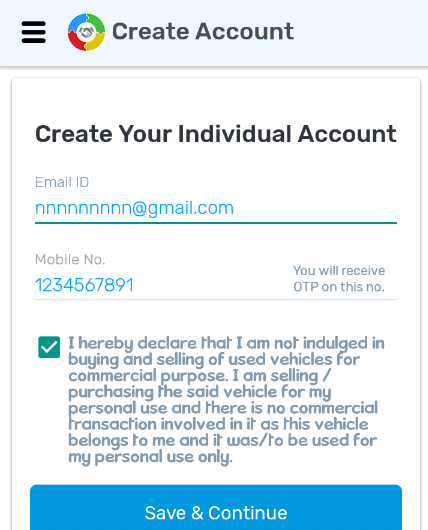 Create Account
Create Your Individual Account
Email ID
nnnnnnnnn@gmail.com
Mobile No.
1234567891
You will receive
OTP on this no.
I hereby declare that I am not indulged in
buying and selling of used vehicles for
commercial purpose. I am selling /
purchasing the said vehicle for my
personal use and there is no commercial
transaction involved in it as this vehicle
belongs to me and it was/to be used for
my personal use only.
Save & Continue